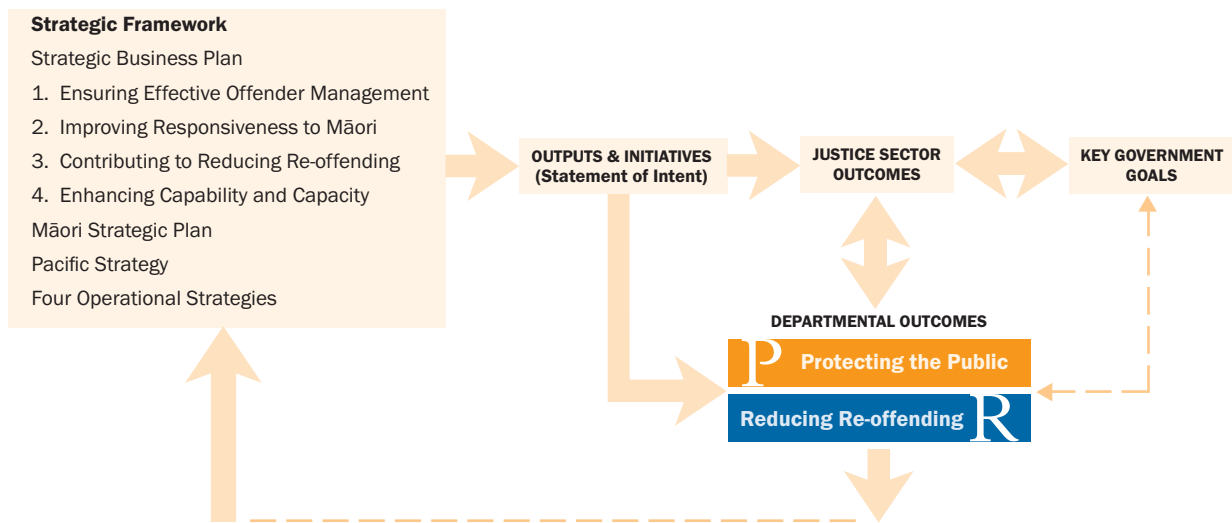 Strategic Framework
Strategic Business Plan
1. Ensuring Effective Offender Management
2. Improving Responsiveness to Māori
3. Contributing to Reducing Re-offending
4. Enhancing Capability and Capacity
Māori Strategic Plan
Pacific Strategy
Four Operational Strategies
OUTPUTS & INITIATIVES
(Statement of Intent)
JUSTICE SECTOR
OUTCOMES
KEY GOVERNMENT
GOALS
DEPARTMENTAL OUTCOMES
P Protecting the Public
Reducing Re-offending R